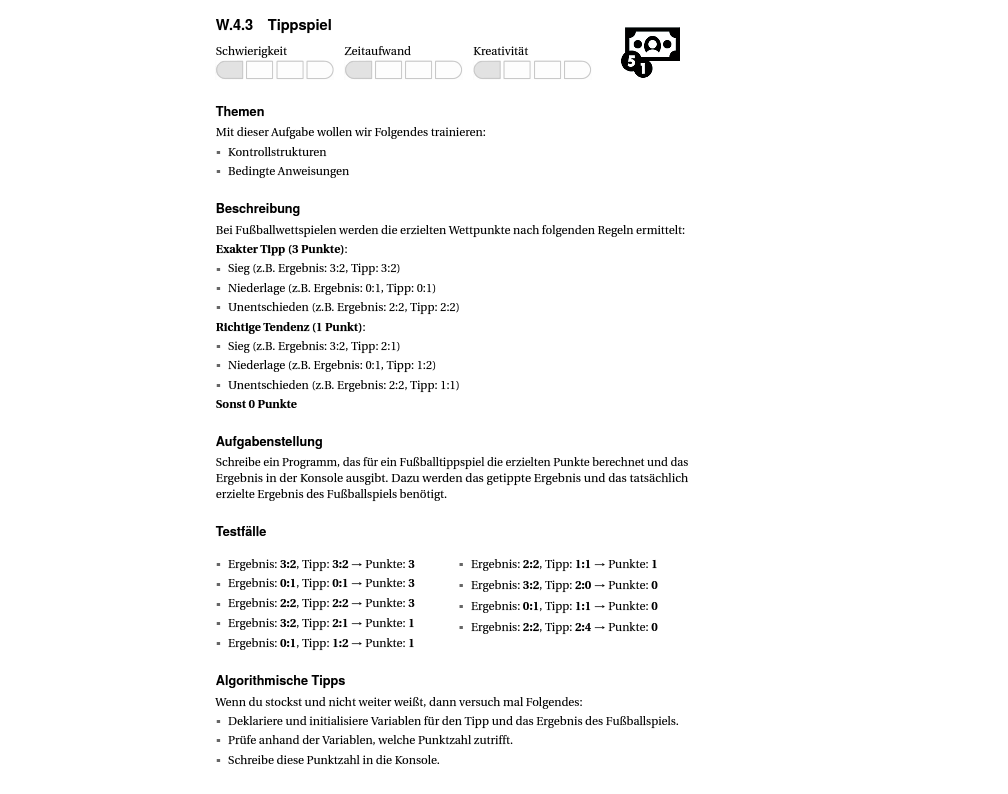 W.4.3 Tippspiel
Schwierigkeit Zeitaufwand Kreativität
5 1
Themen
Mit dieser Aufgabe wollen wir Folgendes trainieren:
▪ Kontrollstrukturen
▪ Bedingte Anweisungen
Beschreibung
Bei Fußballwettspielen werden die erzielten Wettpunkte nach folgenden Regeln ermittelt:
Exakter Tipp (3 Punkte):
▪ Sieg (z.B. Ergebnis: 3:2, Tipp: 3:2)
▪ Niederlage (z.B. Ergebnis: 0:1, Tipp: 0:1)
▪ Unentschieden (z.B. Ergebnis: 2:2, Tipp: 2:2)
Richtige Tendenz (1 Punkt):
▪ Sieg (z.B. Ergebnis: 3:2, Tipp: 2:1)
▪ Niederlage (z.B. Ergebnis: 0:1, Tipp: 1:2)
▪ Unentschieden (z.B. Ergebnis: 2:2, Tipp: 1:1)
Sonst 0 Punkte
Aufgabenstellung
Schreibe ein Programm, das für ein Fußballtippspiel die erzielten Punkte berechnet und das
Ergebnis in der Konsole ausgibt. Dazu werden das getippte Ergebnis und das tatsächlich
erzielte Ergebnis des Fußballspiels benötigt.
Testfälle
▪ Ergebnis: 3:2, Tipp: 3:2 → Punkte: 3
▪ Ergebnis: 0:1, Tipp: 0:1 → Punkte: 3
▪ Ergebnis: 2:2, Tipp: 2:2 → Punkte: 3
▪ Ergebnis: 3:2, Tipp: 2:1 → Punkte: 1
▪ Ergebnis: 0:1, Tipp: 1:2 → Punkte: 1
▪ Ergebnis: 2:2, Tipp: 1:1 → Punkte: 1
▪ Ergebnis: 3:2, Tipp: 2:0 → Punkte: 0
▪ Ergebnis: 0:1, Tipp: 1:1 → Punkte: 0
▪ Ergebnis: 2:2, Tipp: 2:4 → Punkte: 0
Algorithmische Tipps
Wenn du stockst und nicht weiter weißt, dann versuch mal Folgendes:
▪ Deklariere und initialisiere Variablen für den Tipp und das Ergebnis des Fußballspiels.
▪ Prüfe anhand der Variablen, welche Punktzahl zutrifft.
▪ Schreibe diese Punktzahl in die Konsole.